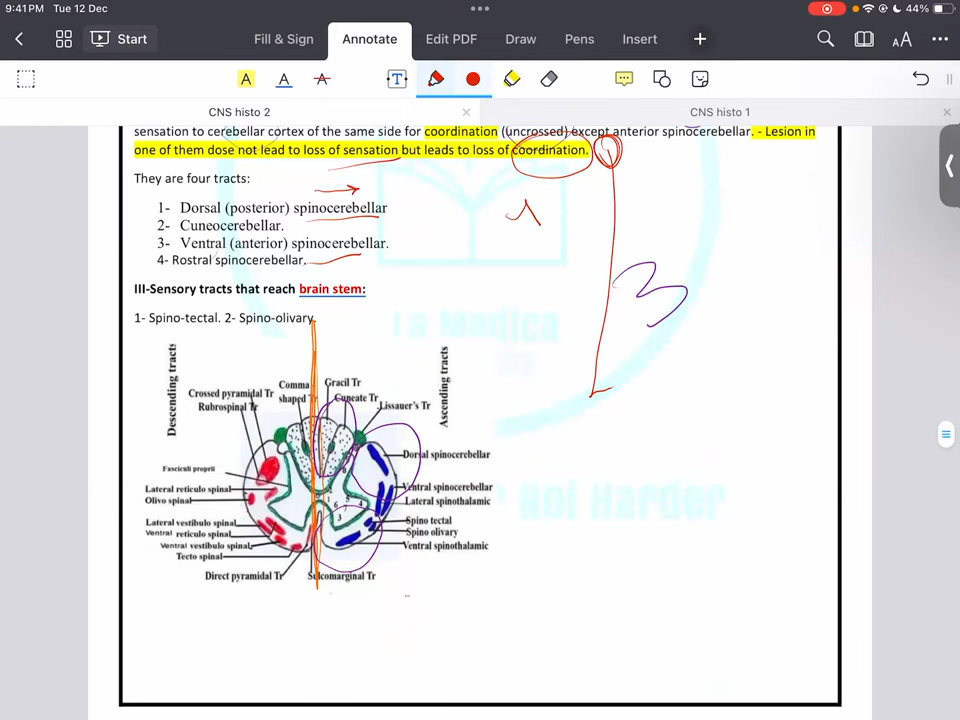 9:41 PM Tue 12 Dec
44%
Start
Fill & Sign
Annotate
Edit PDF
Draw
Pens
Insert
CNS histo 2
CNS histo 1
sensation to cerebellar cortex of the same side for coordination (uncrossed) except anterior spinocerebellar. - Lesion in
one of them dose not lead to loss of sensation but leads to loss of coordination.
They are four tracts:
1- Dorsal (posterior) spinocerebellar
2- Cuneocerebellar.
3- Ventral (anterior) spinocerebellar.
4- Rostral spinocerebellar.
3
III-Sensory tracts that reach brain stem:
1- Spino-tectal. 2- Spino-olivary.
La Medica
Roi Harder
Descending tracts
Ascending tracts
Crossed pyramidal Tr
Rubrospinal Tr
Comma
shaped Tr
Gracil Tr
Cuneate Tr
Lissauer's Tr
Fasciculi proprii
Lateral reticulo spinal
Olivo spinal
Lateral vestibulo spinal
Ventral reticulo spinal
Ventral vestibulo spinal
Tecto spinal
Direct pyramidal Tr
Sulcomarginal Tr
Dorsal spinocerebellar
Ventral spinocerebellar
Lateral spinothalamic
Spino tectal
Spino olivary
Ventral spinothalamic